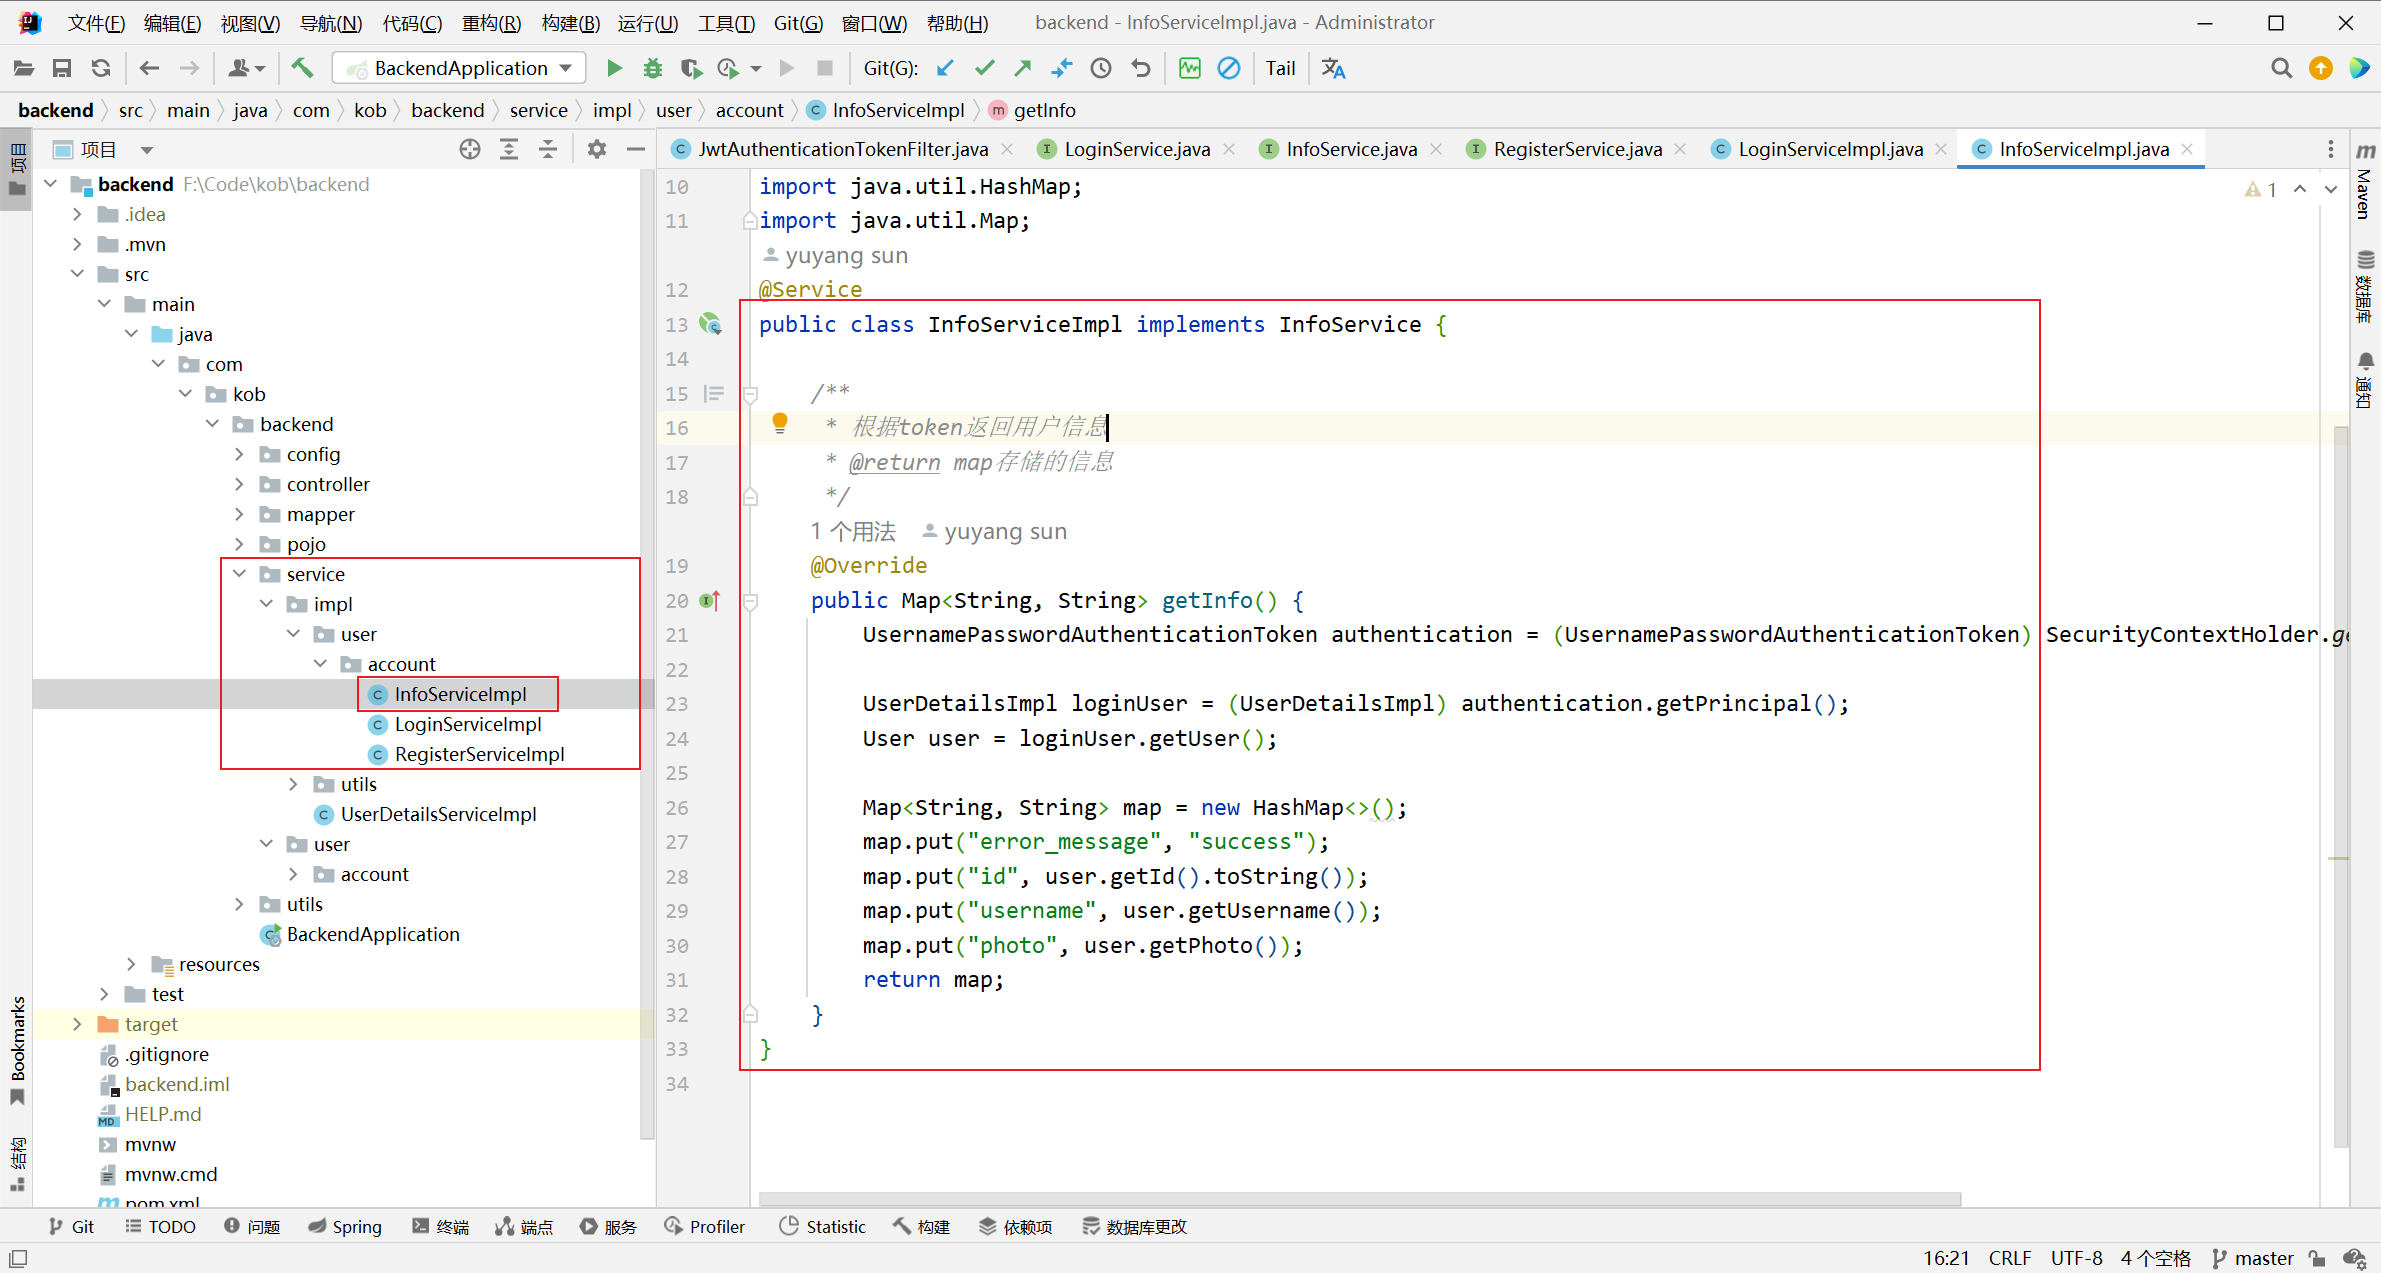 文件(F) 编辑(E) 视图(V) 导航(N) 代码(C) 重构(R) 构建(B) 运行(U) 工具(T) Git(G) 窗口(W) 帮助(H) backend - InfoServiceImpl.java - Administrator
BackendApplication Git(G): Tail
backend src main java com kob backend service impl user account InfoServiceImpl getInfo
项目
JwtAuthenticationTokenFilter.java LoginService.java InfoService.java RegisterService.java LoginServiceImpl.java InfoServiceImpl.java
项目
backend F:\Code\kob\backend
.idea
.mvn
src
main
java
com
kob
backend
config
controller
mapper
pojo
service
impl
user
account
InfoServiceImpl
LoginServiceImpl
RegisterServiceImpl
utils
UserDetailsServiceImpl
user
account
utils
BackendApplication
resources
test
target
.gitignore
backend.iml
HELP.md
mvnw
mvnw.cmd
pom.xml
Bookmarks
结构
10 import java.util.HashMap;
11 import java.util.Map;
yuyang sun
12 @Service
13 public class InfoServiceImpl implements InfoService {
14
15 /**
16 * 根据token返回用户信息
17 * @return map存储的信息
18 */
1 个用法 yuyang sun
19 @Override
20 public Map<String, String> getInfo() {
21 UsernamePasswordAuthenticationToken authentication = (UsernamePasswordAuthenticationToken) SecurityContextHolder.ge
22
23 UserDetailsImpl loginUser = (UserDetailsImpl) authentication.getPrincipal();
24 User user = loginUser.getUser();
25
26 Map<String, String> map = new HashMap<>();
27 map.put("error_message", "success");
28 map.put("id", user.getId().toString());
29 map.put("username", user.getUsername());
30 map.put("photo", user.getPhoto());
31 return map;
32 }
33 }
34
1
Maven
数据库
通知
Git TODO 问题 Spring 终端 端点 服务 Profiler Statistic 构建 依赖项 数据库更改
16:21 CRLF UTF-8 4 个空格 master